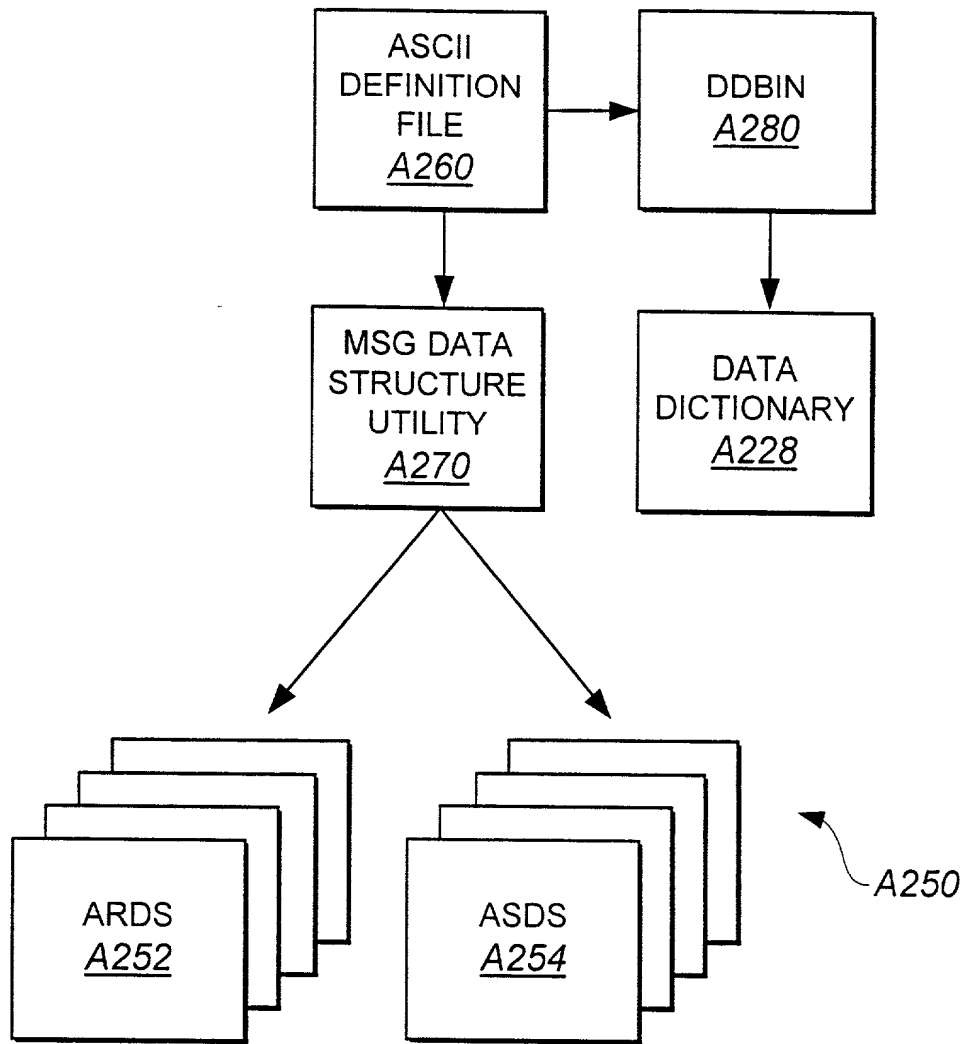 ASCII
DEFINITION
FILE
A260
DDBIN
A280
MSG DATA
STRUCTURE
UTILITY
A270
DATA
DICTIONARY
A228
ARDS
A252
ASDS
A254
A250